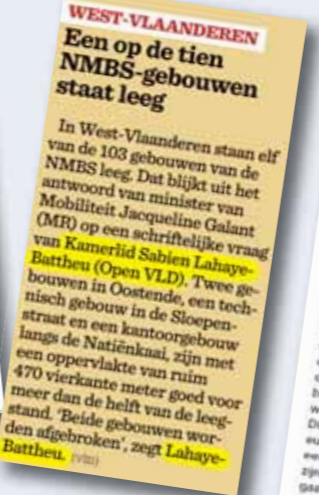 WEST-VLAANDEREN
Een op de tien
NMBS-gebouwen
staat leeg
In West-Vlaanderen staan elf
van de 103 gebouwen van de
NMBS leeg. Dat blijkt uit het
antwoord van minister van
Mobiliteit Jacqueline Galant
(MR) op een schriftelijke vraag
van Kamerlid Sabien Lahaye-
Battheu (Open VLD). Twee ge-
bouwen in Oostende, een tech-
nisch gebouw in de Sloepen-
straat en een kantoorgebouw
langs de Natiënkaai, zijn met
een oppervlakte van ruim
470 vierkante meter goed voor
meer dan de helft van de leeg-
stand. 'Beide gebouwen wor-
den afgebroken', zegt Lahaye-
Battheu.